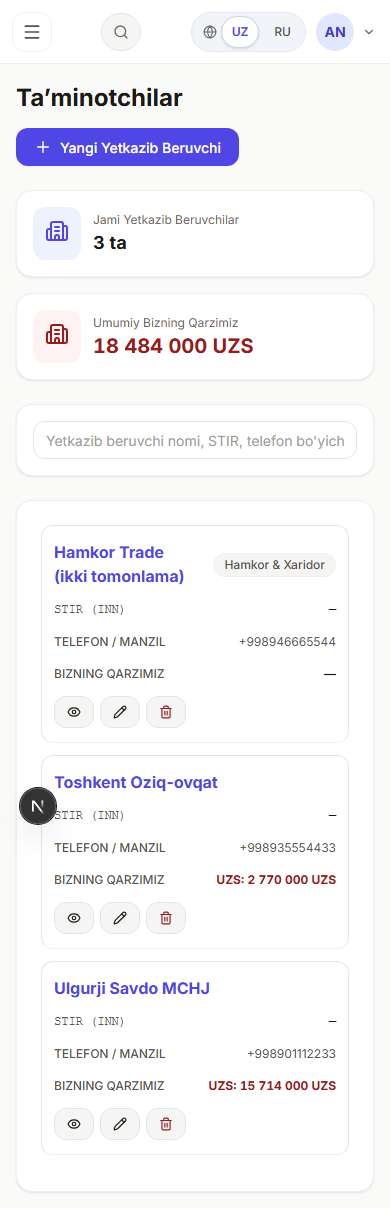 UZ
RU
AN
Ta’minotchilar
Yangi Yetkazib Beruvchi
Jami Yetkazib Beruvchilar
3 ta
Umumiy Bizning Qarzimiz
18 484 000 UZS
Yetkazib beruvchi nomi, STIR, telefon bo'yich
Hamkor Trade
(ikki tomonlama)
Hamkor & Xaridor
STIR (INN)
—
TELEFON / MANZIL
+998946665544
BIZNING QARZIMIZ
—
Toshkent Oziq-ovqat
N
STIR (INN)
—
TELEFON / MANZIL
+998935554433
BIZNING QARZIMIZ
UZS: 2 770 000 UZS
Ulgurji Savdo MCHJ
STIR (INN)
—
TELEFON / MANZIL
+998901112233
BIZNING QARZIMIZ
UZS: 15 714 000 UZS